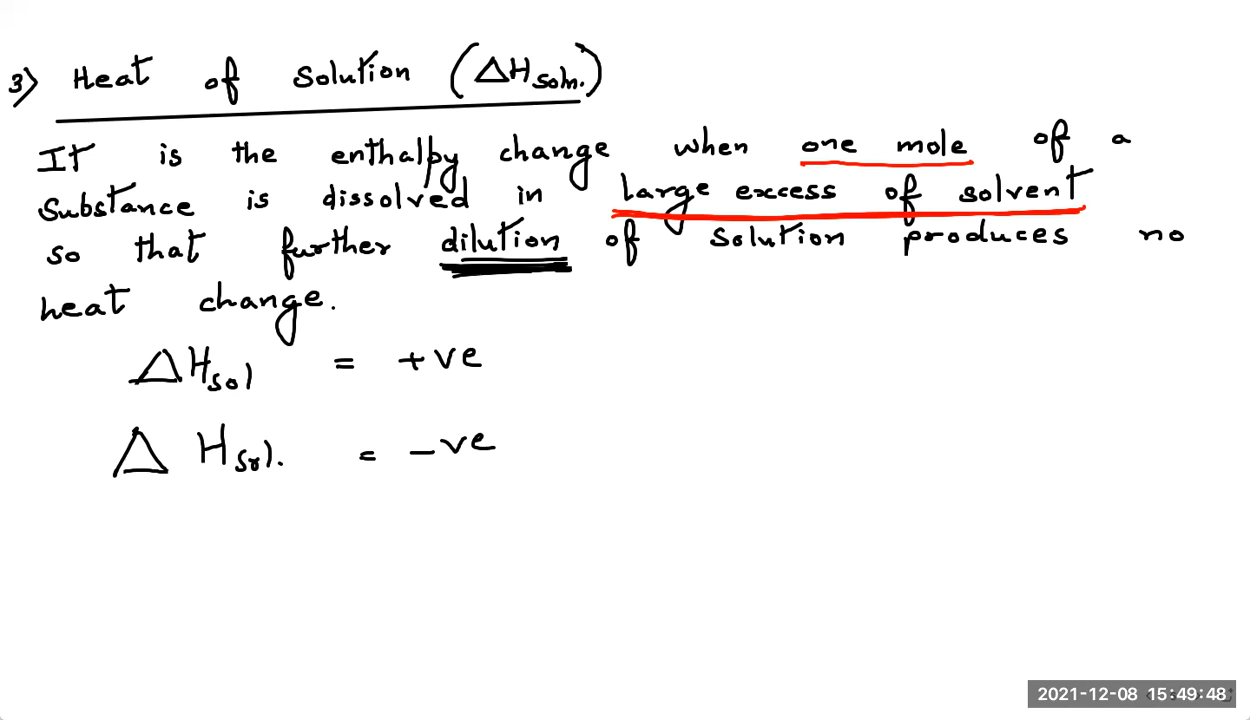 3) Heat of Solution (ΔHsoln.)
It is the enthalpy change when one mole of a
substance is dissolved in large excess of solvent
so that further dilution of solution produces no
heat change.
ΔHsol = +ve
ΔHsol. = -ve
2021-12-08 15:49:48